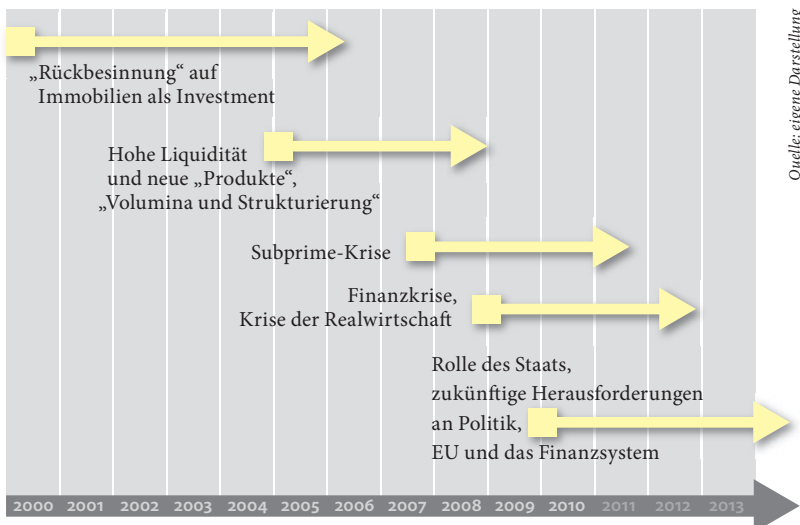 „Rückbesinnung“ auf
Immobilien als Investment
Hohe Liquidität
und neue „Produkte“,
„Volumina und Strukturierung“
Subprime-Krise
Finanzkrise,
Krise der Realwirtschaft
Rolle des Staats,
zukünftige Herausforderungen
an Politik,
EU und das Finanzsystem
2000 2001 2002 2003 2004 2005 2006 2007 2008 2009 2010 2011 2012 2013
Quelle: eigene Darstellung